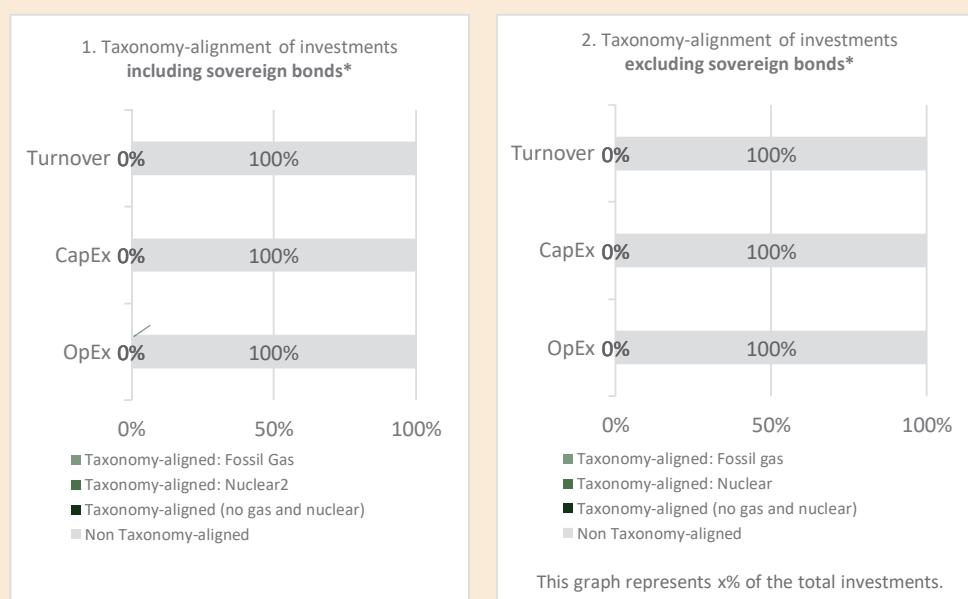 1. Taxonomy-alignment of investments
including sovereign bonds*
Turnover 0% 100%
CapEx 0% 100%
OpEx 0% 100%
0% 50% 100%
Taxonomy-aligned: Fossil Gas
Taxonomy-aligned: Nuclear2
Taxonomy-aligned (no gas and nuclear)
Non Taxonomy-aligned
2. Taxonomy-alignment of investments
excluding sovereign bonds*
Turnover 0% 100%
CapEx 0% 100%
OpEx 0% 100%
0% 50% 100%
Taxonomy-aligned: Fossil gas
Taxonomy-aligned: Nuclear
Taxonomy-aligned (no gas and nuclear)
Non Taxonomy-aligned
This graph represents x% of the total investments.